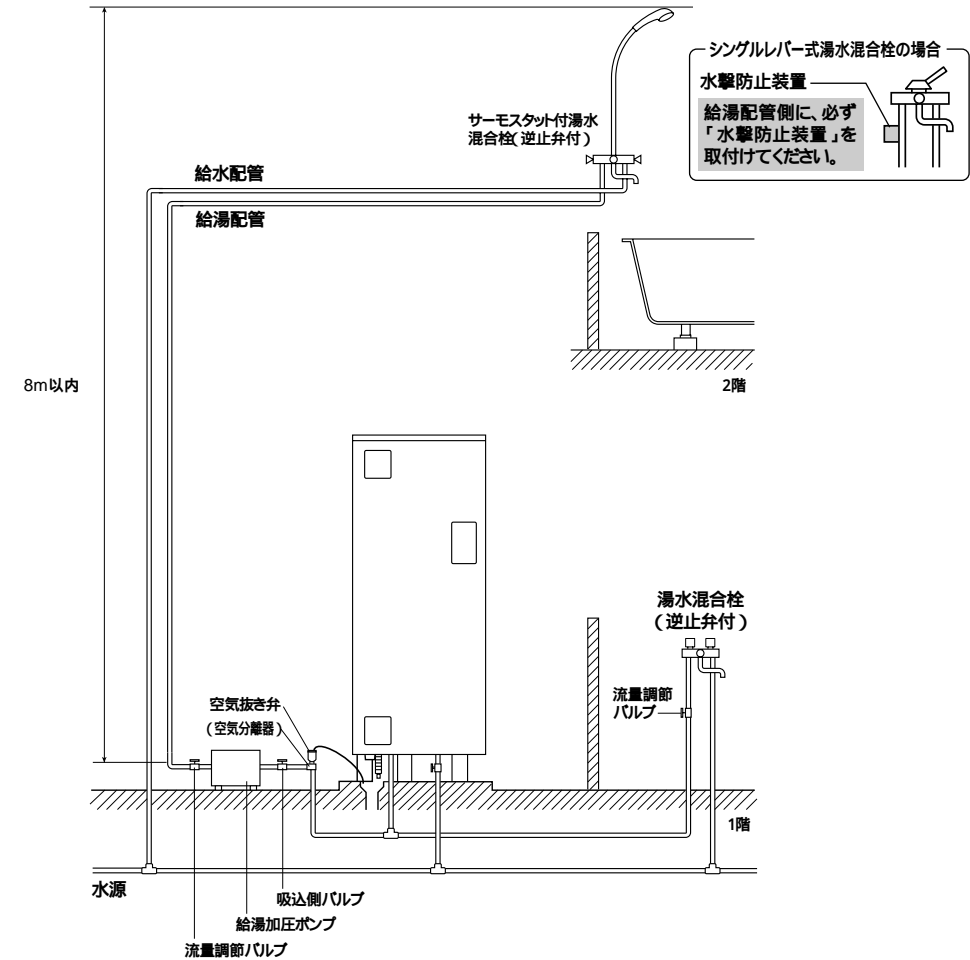 シングルレバー式湯水混合栓の場合
水撃防止装置
給湯配管側に、必ず
「水撃防止装置」を
取付けてください。
サーモスタット付湯水
混合栓(逆止弁付)
給水配管
給湯配管
8m以内
2階
湯水混合栓
(逆止弁付)
流量調節
バルブ
空気抜き弁
(空気分離器)
1階
水源
吸込側バルブ
給湯加圧ポンプ
流量調節バルブ